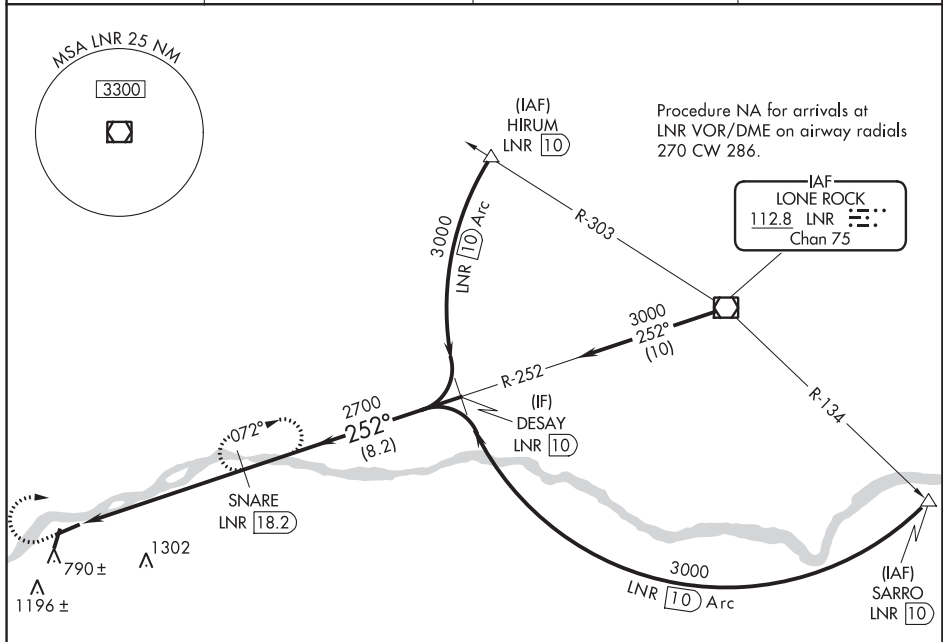 MSA LNR 25 NM
3300
(IAF)
HIRUM
LNR 10
Procedure NA for arrivals at
LNR VOR/DME on airway radials
270 CW 286.
IAF
LONE ROCK
112.8 LNR
Chan 75
R-303
3000
LNR 10 Arc
3000
252°
(10)
R-252
R-134
(IF)
DESAY
LNR 10
2700
252°
(8.2)
072°
SNARE
LNR 18.2
1302
790 ±
1196 ±
3000
LNR 10 Arc
(IAF)
SARRO
LNR 10